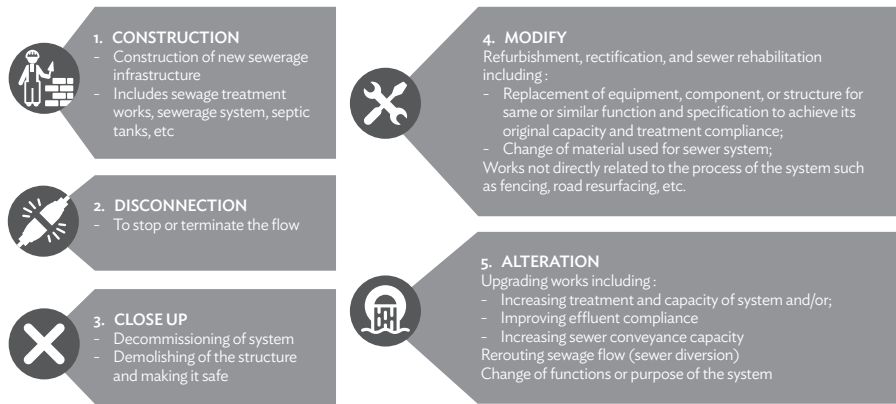 1. CONSTRUCTION
- Construction of new sewerage
infrastructure
- Includes sewage treatment
works, sewerage system, septic
tanks, etc
2. DISCONNECTION
- To stop or terminate the flow
3. CLOSE UP
- Decommissioning of system
- Demolishing of the structure
and making it safe
4. MODIFY
Refurbishment, rectification, and sewer rehabilitation
including :
- Replacement of equipment, component, or structure for
same or similar function and specification to achieve its
original capacity and treatment compliance;
- Change of material used for sewer system;
Works not directly related to the process of the system such
as fencing, road resurfacing, etc.
5. ALTERATION
Upgrading works including :
- Increasing treatment and capacity of system and/or;
- Improving effluent compliance
- Increasing sewer conveyance capacity
Rerouting sewage flow (sewer diversion)
Change of functions or purpose of the system